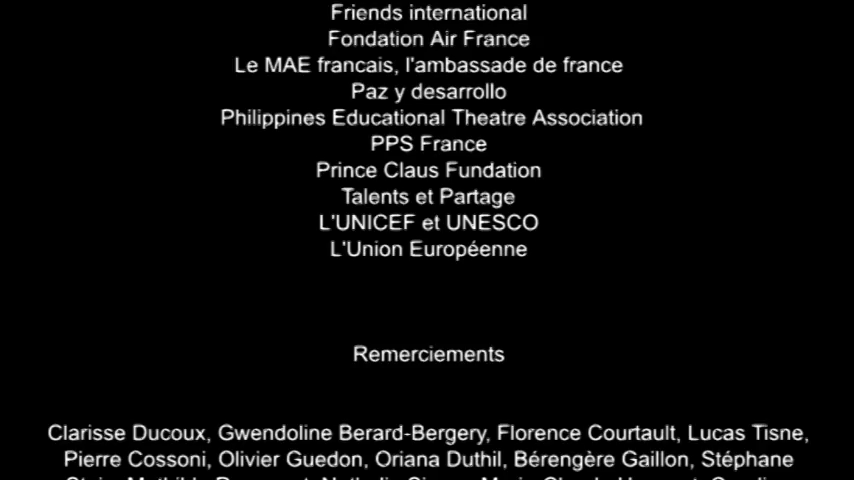 Friends international
Fondation Air France
Le MAE francais, l'ambassade de france
Paz y desarrollo
Philippines Educational Theatre Association
PPS France
Prince Claus Fundation
Talents et Partage
L'UNICEF et UNESCO
L'Union Européenne
Remerciements
Clarisse Ducoux, Gwendoline Berard-Bergery, Florence Courtault, Lucas Tisne,
Pierre Cossoni, Olivier Guedon, Oriana Duthil, Bérengère Gaillon, Stéphane